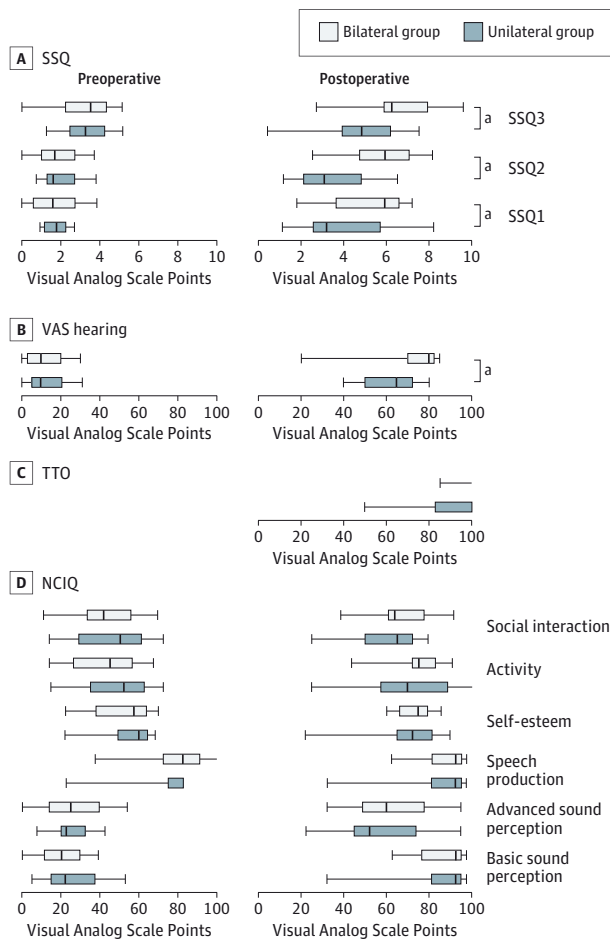 Bilateral group Unilateral group
A SSQ
Preoperative Postoperative
a SSQ3
a SSQ2
a SSQ1
0 2 4 6 8 10 0 2 4 6 8 10
Visual Analog Scale Points Visual Analog Scale Points
B VAS hearing
a
0 20 40 60 80 100 0 20 40 60 80 100
Visual Analog Scale Points Visual Analog Scale Points
C TTO
0 20 40 60 80 100
Visual Analog Scale Points
D NCIQ
Social interaction
Activity
Self-esteem
Speech
production
Advanced sound
perception
Basic sound
perception
0 20 40 60 80 100 0 20 40 60 80 100
Visual Analog Scale Points Visual Analog Scale Points